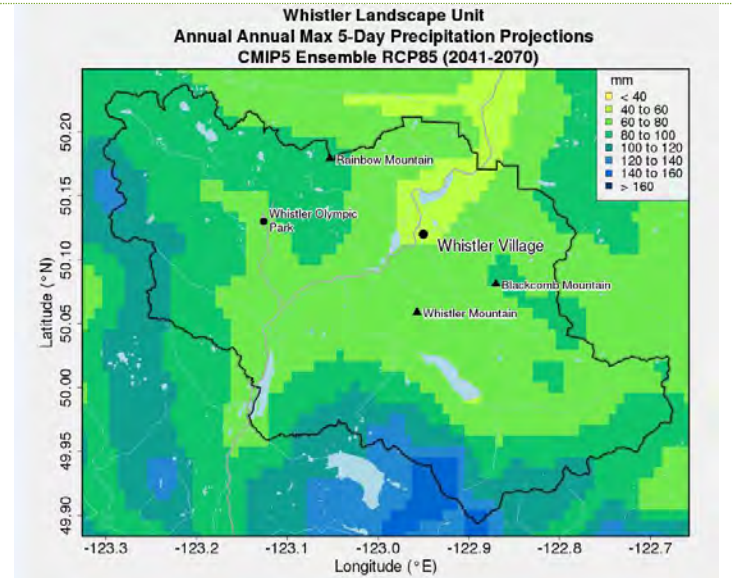 Whistler Landscape Unit
Annual Annual Max 5-Day Precipitation Projections
CMIP5 Ensemble RCP85 (2041-2070)
mm
< 40
40 to 60
60 to 80
80 to 100
100 to 120
120 to 140
140 to 160
> 160
Rainbow Mountain
Whistler Olympic
Park
Whistler Village
Blackcomb Mountain
Whistler Mountain
Latitude (°N)
50.20
50.15
50.10
50.05
50.00
49.95
49.90
-123.3 -123.2 -123.1 -123.0 -122.9 -122.8 -122.7
Longitude (°E)